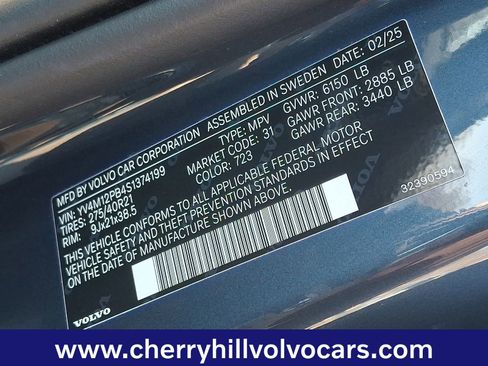 MFD BY VOLVO CAR CORPORATION ASSEMBLED IN SWEDEN DATE: 02/25
VIN: YV4M12PB4S1374199 TYPE: MPV GVWR: 6150 LB
TIRES: 275/40R21 MARKET CODE: 31 GAWR FRONT: 2885 LB
RIM: 9Jx21x38.5 COLOR: 723 GAWR REAR: 3440 LB
THIS VEHICLE CONFORMS TO ALL APPLICABLE FEDERAL MOTOR
VEHICLE SAFETY AND THEFT PREVENTION STANDARDS IN EFFECT
ON THE DATE OF MANUFACTURE SHOWN ABOVE.
VOLVO
32390594
www.cherryhillvolvocars.com